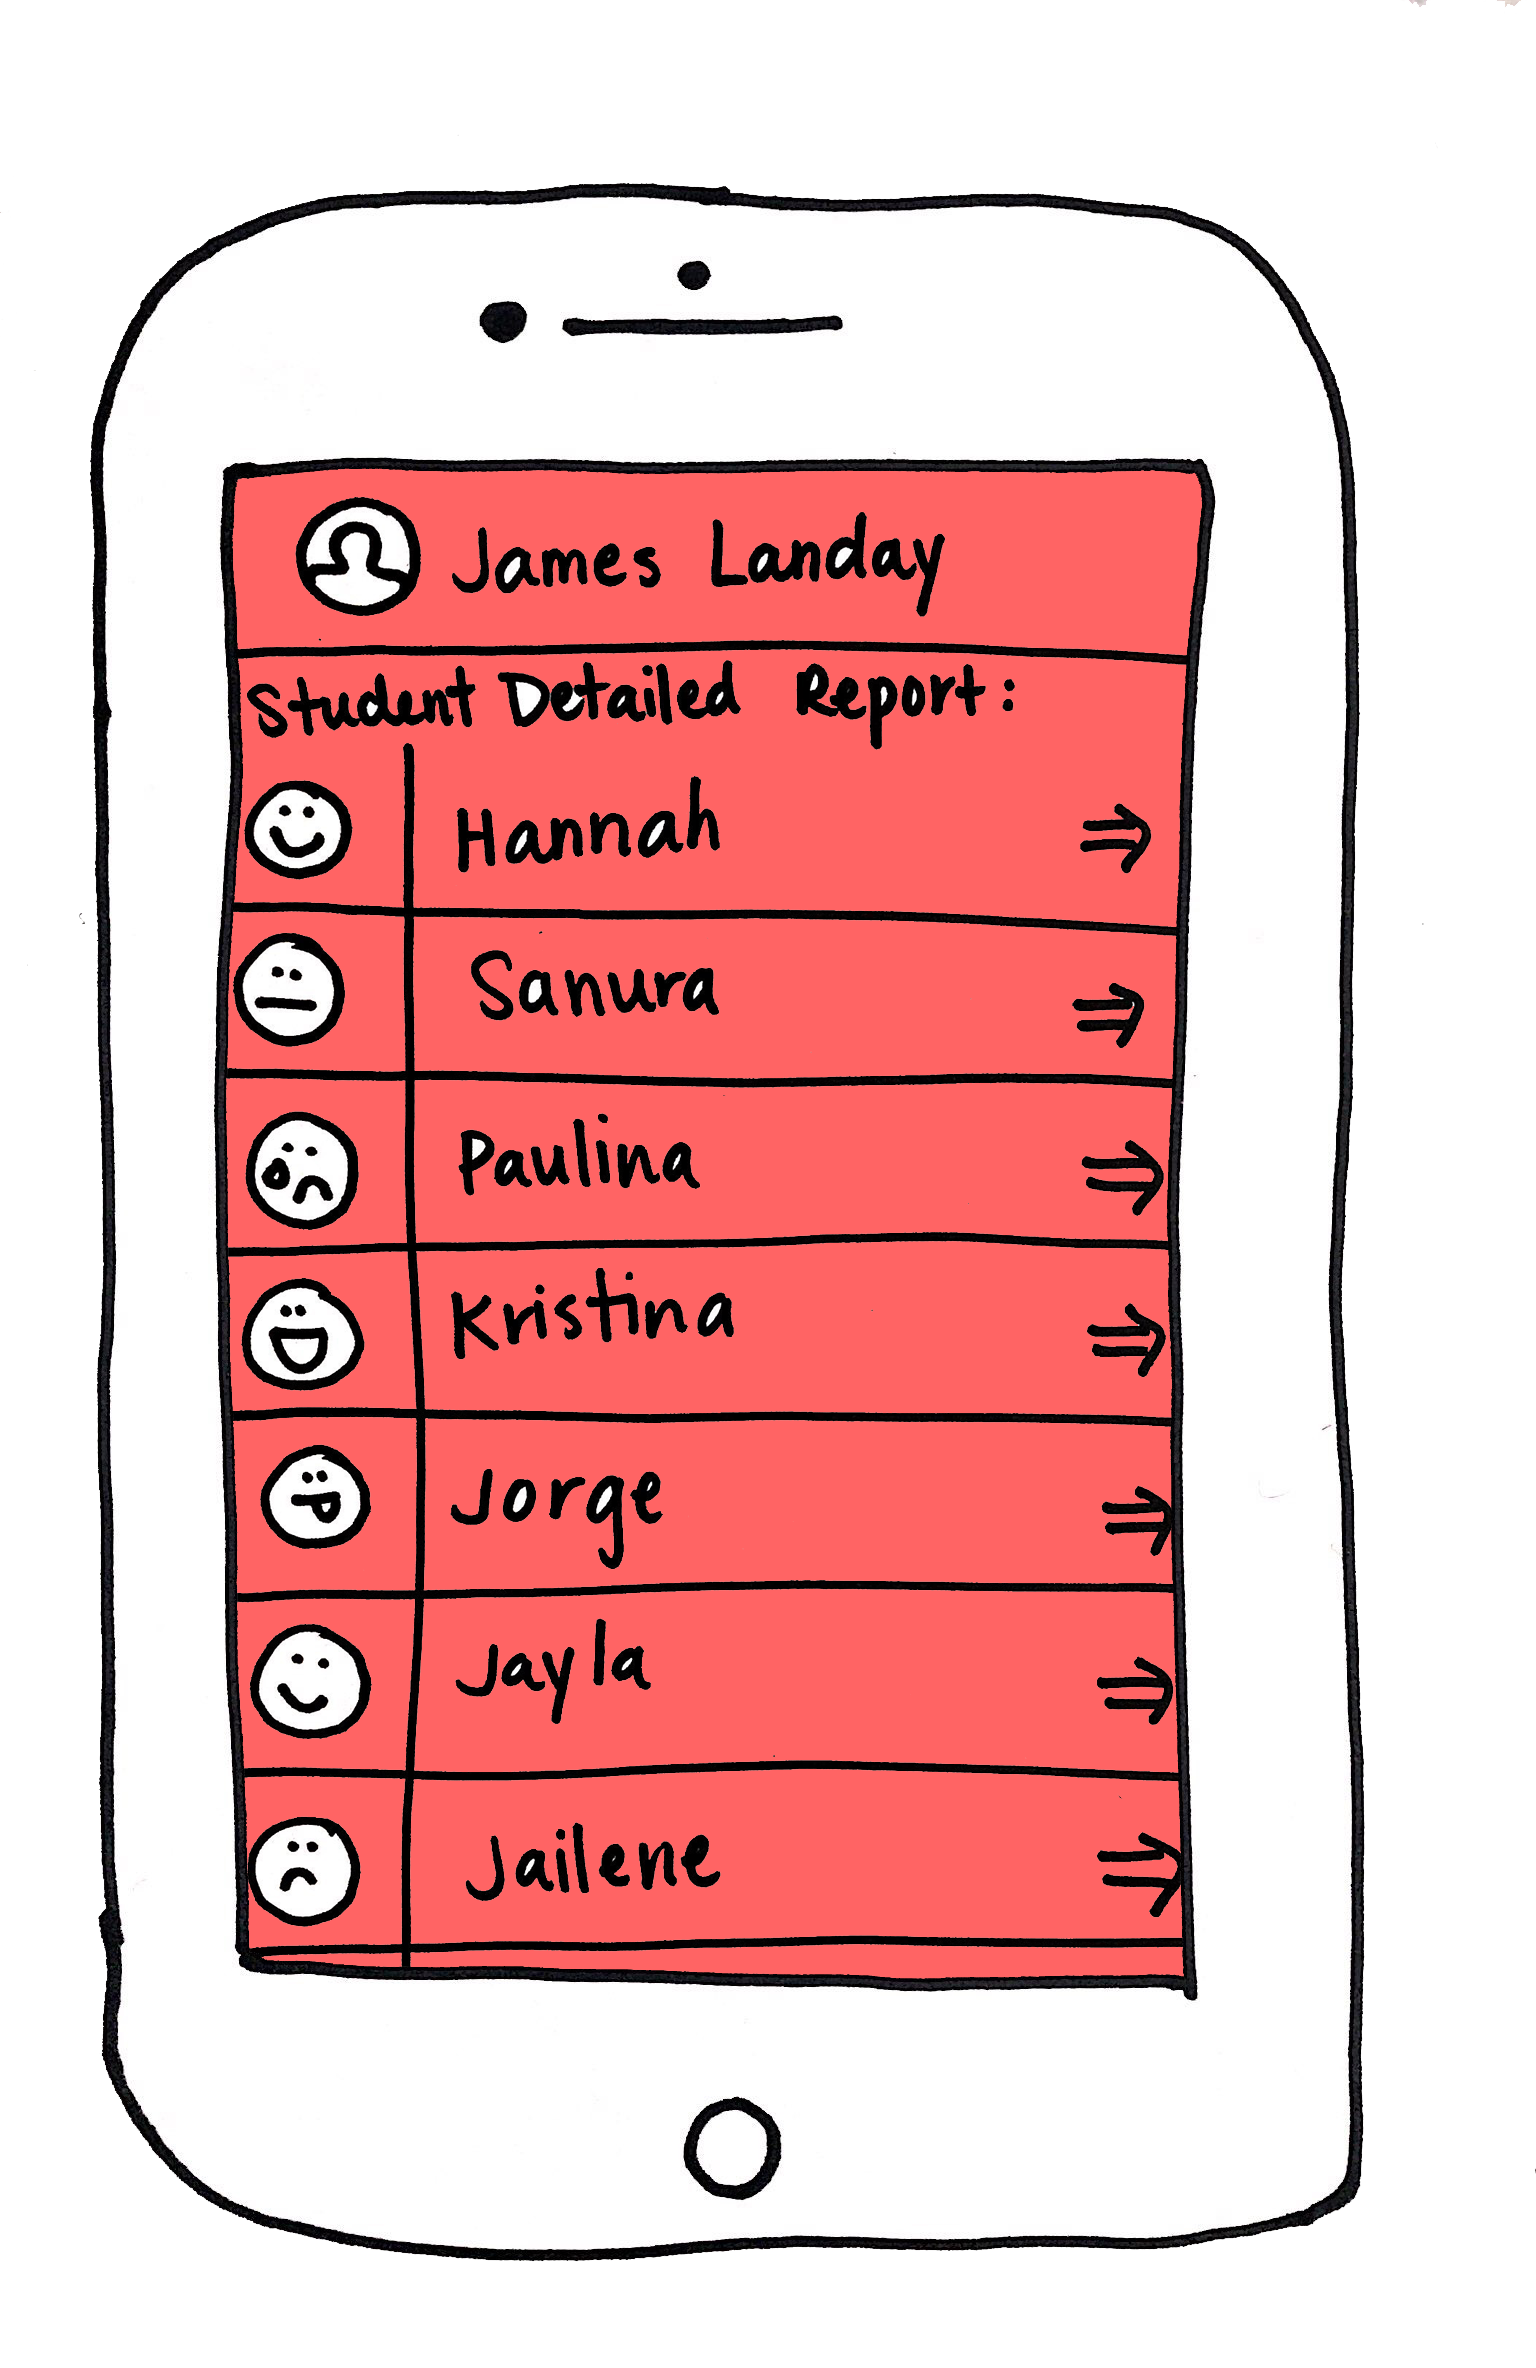 James Landay
Student Detailed Report:
Hannah
Sanura
Paulina
Kristina
Jorge
Jayla
Jailene